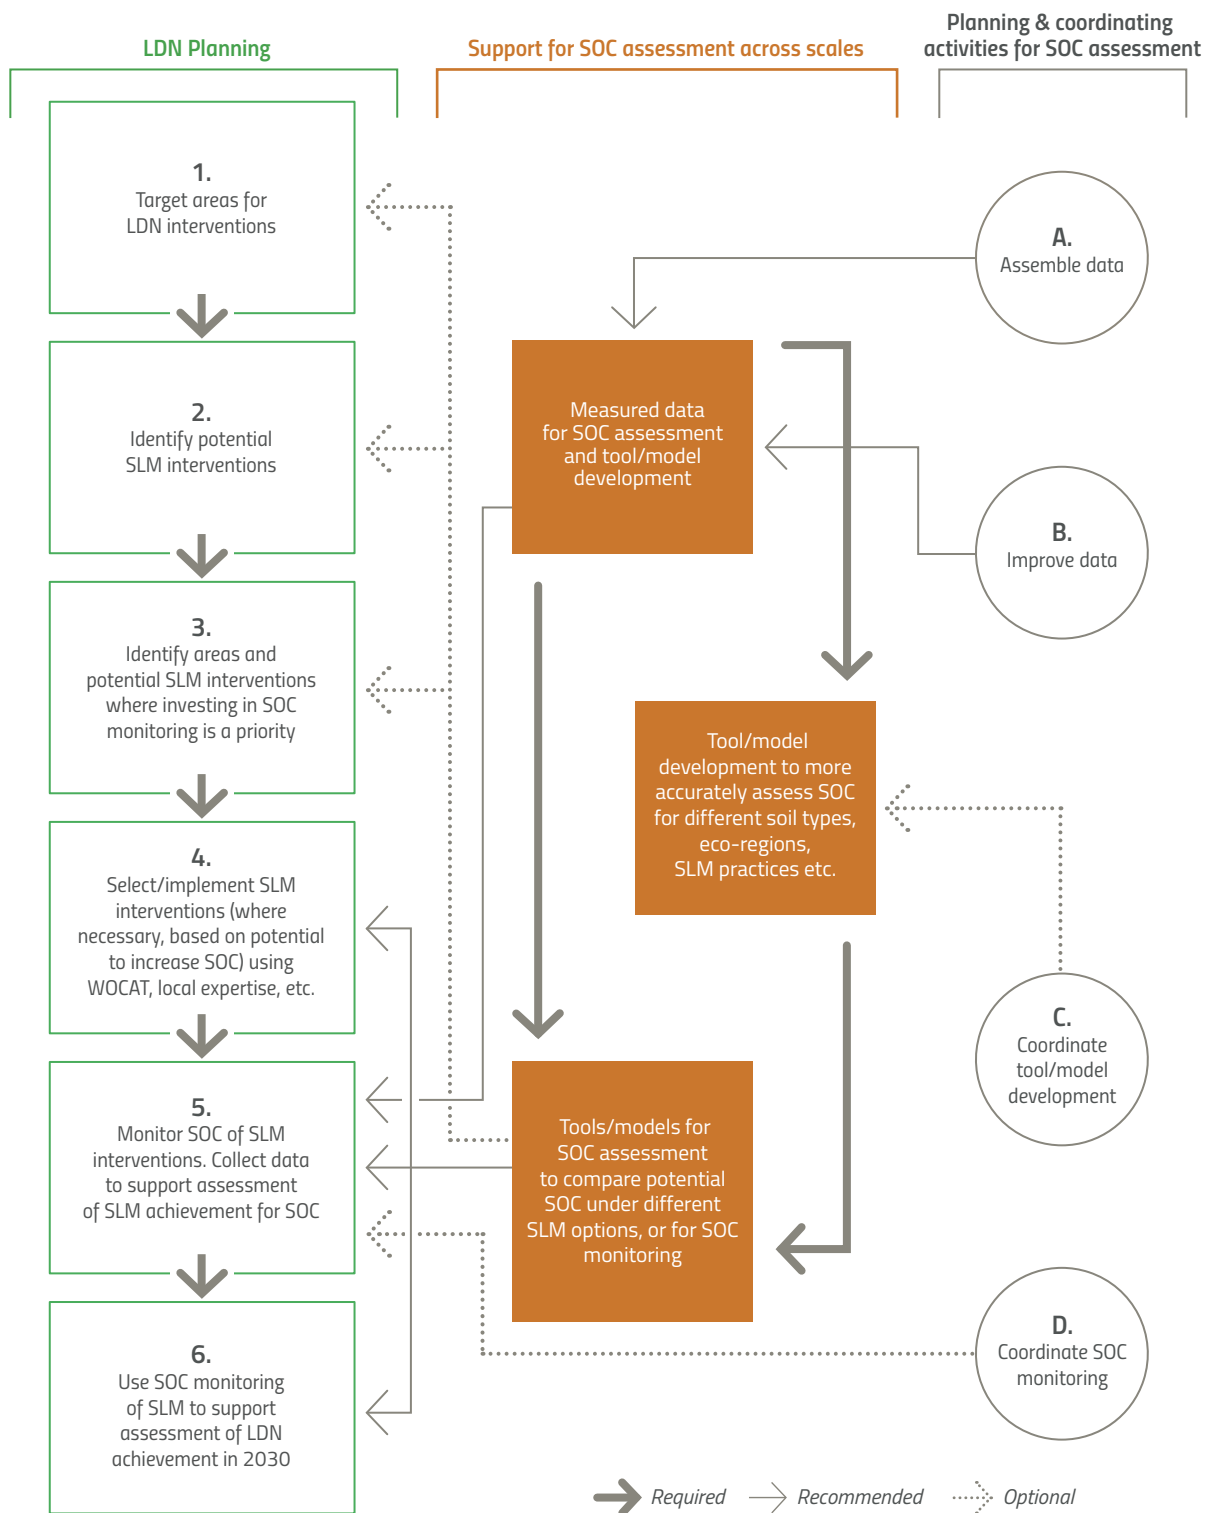 LDN Planning
Support for SOC assessment across scales
Planning & coordinating
activities for SOC assessment
1.
Target areas for
LDN interventions
2.
Identify potential
SLM interventions
3.
Identify areas and
potential SLM interventions
where investing in SOC
monitoring is a priority
4.
Select/implement SLM
interventions (where
necessary, based on potential
to increase SOC) using
WOCAT, local expertise, etc.
5.
Monitor SOC of SLM
interventions. Collect data
to support assessment
of SLM achievement for SOC
6.
Use SOC monitoring
of SLM to support
assessment of LDN
achievement in 2030
Measured data
for SOC assessment
and tool/model
development
Tool/model
development to more
accurately assess SOC
for different soil types,
eco-regions,
SLM practices etc.
Tools/models for
SOC assessment
to compare potential
SOC under different
SLM options, or for SOC
monitoring
A.
Assemble data
B.
Improve data
C.
Coordinate
tool/model
development
D.
Coordinate SOC
monitoring
Required
Recommended
Optional